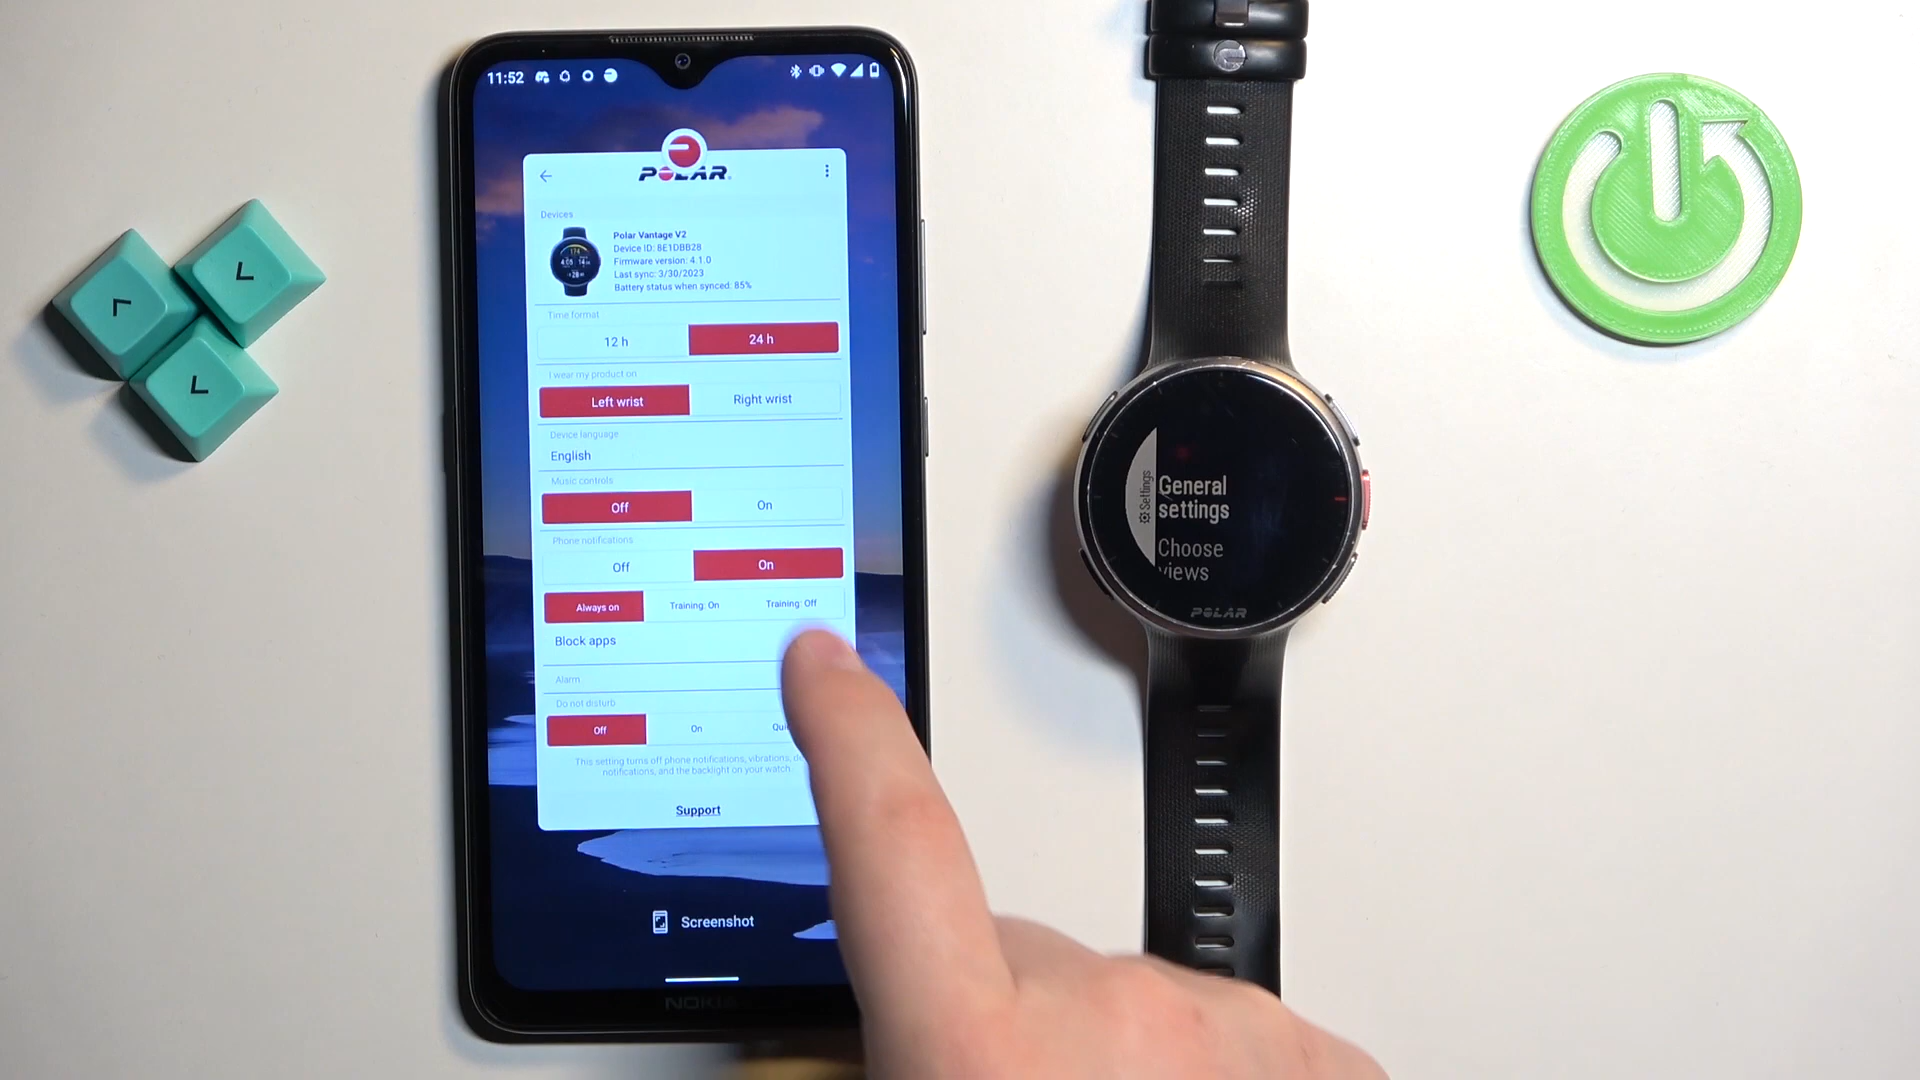 11:52
POLAR
Devices
Polar Vantage V2
Device ID: 8E1DBB28
Firmware version: 4.1.0
Last sync: 3/30/2023
Battery status when synced: 85%
Time format
12 h
24 h
I wear my product on
Left wrist
Right wrist
Device language
English
Music controls
Off
On
Phone notifications
Off
On
Always on
Training: On
Training: Off
Block apps
Alarm
Do not disturb
Off
On
This setting turns off phone notifications, vibrations,
notifications, and the backlight on your watch.
Support
Screenshot
NOKIA
Settings
General
settings
Choose
views
POLAR